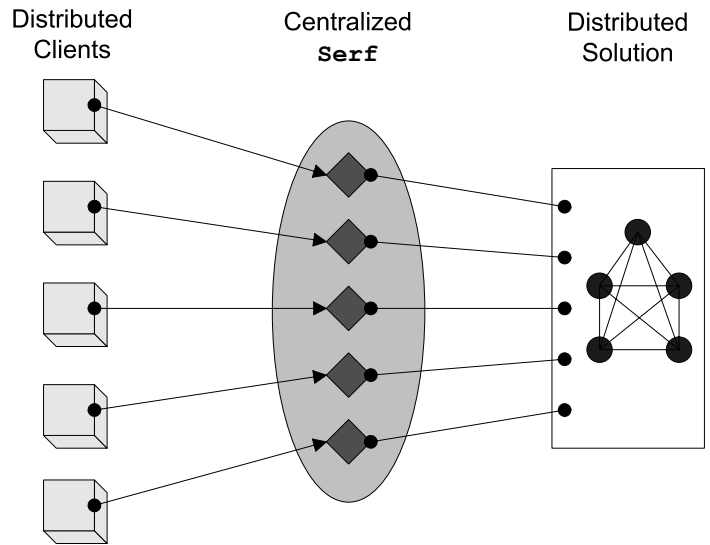 Distributed
Clients
Centralized
Serf
Distributed
Solution